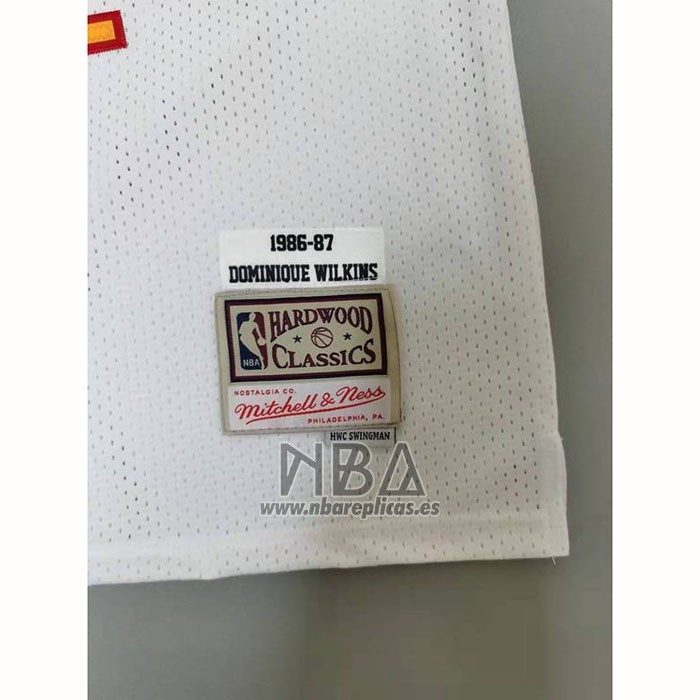 1986-87
DOMINIQUE WILKINS
NBA
HARDWOOD
CLASSICS
NOSTALGIA CO.
Mitchell & Ness
PHILADELPHIA, PA.
HWC SWINGMAN
NBA
www.nbareplicas.es